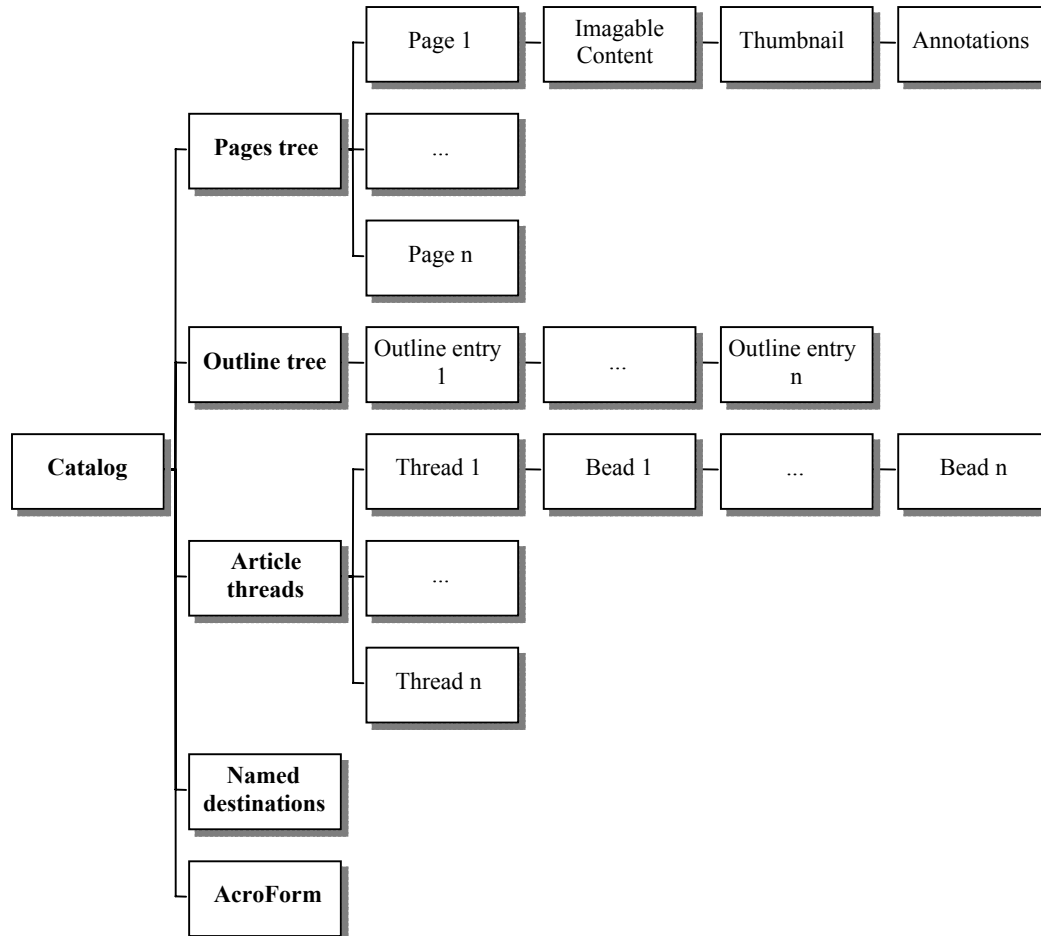 Page 1
Imagable
Content
Thumbnail
Annotations
Pages tree
...
Page n
Outline tree
Outline entry
1
...
Outline entry
n
Catalog
Thread 1
Bead 1
...
Bead n
Article
threads
...
Thread n
Named
destinations
AcroForm